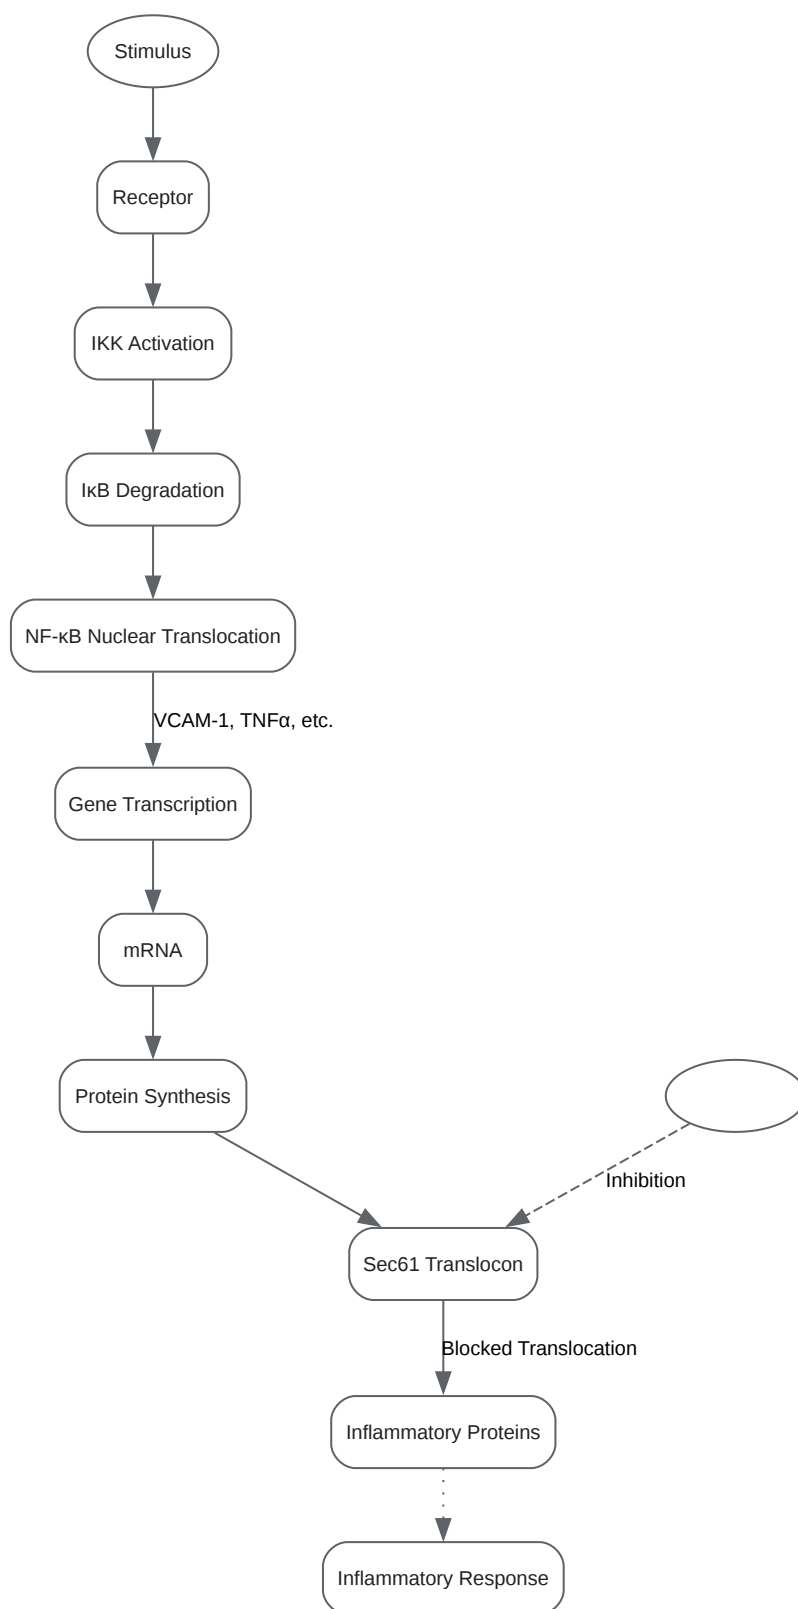 Stimulus
Receptor
IKK Activation
IκB Degradation
NF-κB Nuclear Translocation
VCAM-1, TNFα, etc.
Gene Transcription
mRNA
Protein Synthesis
Inhibition
Sec61 Translocon
Blocked Translocation
Inflammatory Proteins
Inflammatory Response